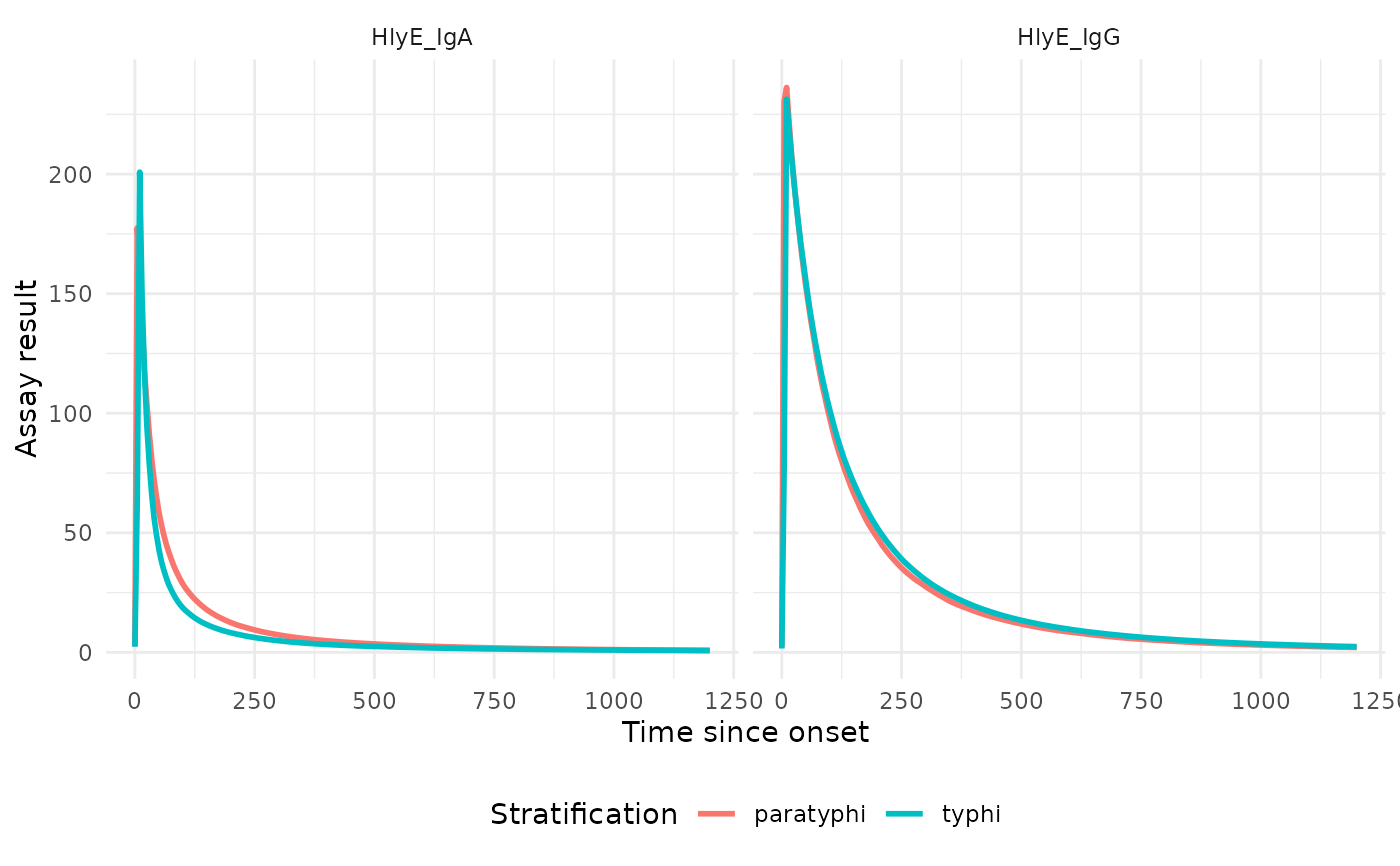 HlyE_IgA HlyE_IgG
Assay result
200
150
100
50
0
0 250 500 750 1000 1250 0 250 500 750 1000 1250
Time since onset
Stratification paratyphi typhi